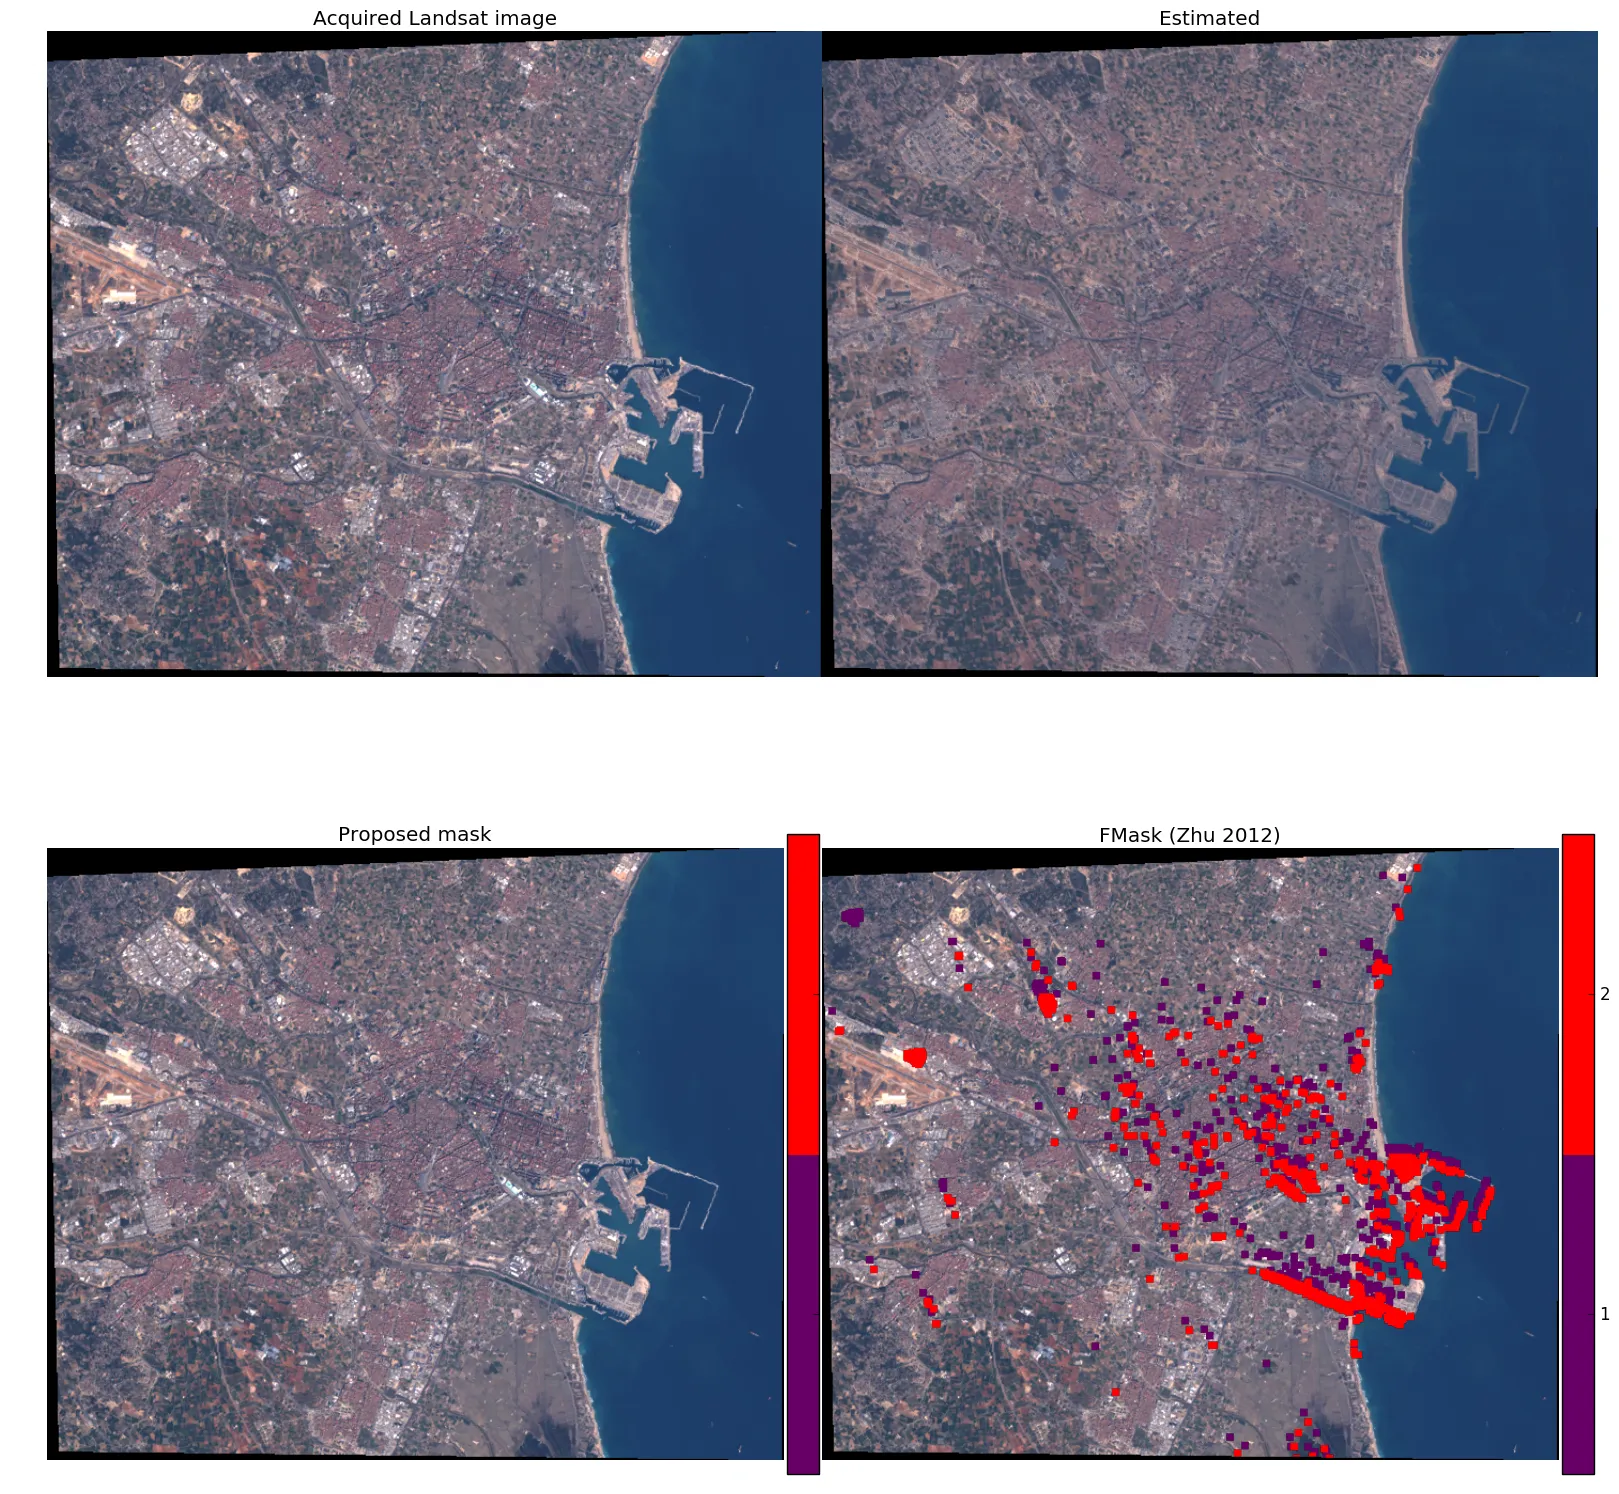 Acquired Landsat image
Estimated
Proposed mask
FMask (Zhu 2012)
2
1